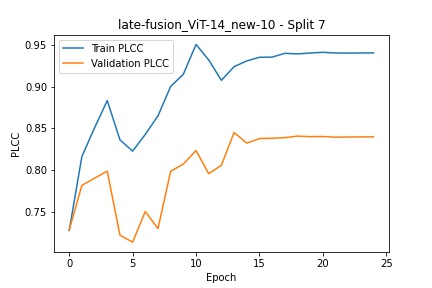 late-fusion_ViT-14_new-10 - Split 7
Train PLCC
Validation PLCC
0.95
0.90
0.85
0.80
0.75
PLCC
0 5 10 15 20 25
Epoch